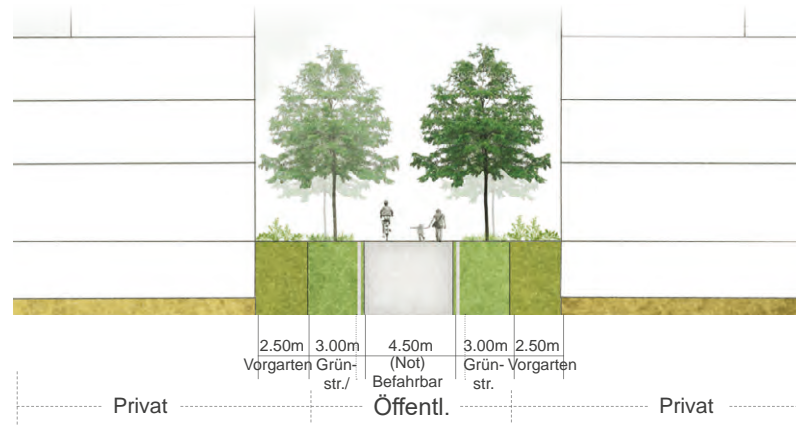 2.50m 3.00m 4.50m 3.00m 2.50m
Vorgarten Grün- (Not) Grün- Vorgarten
str./ Befahrbar str.
Privat Öffentl. Privat